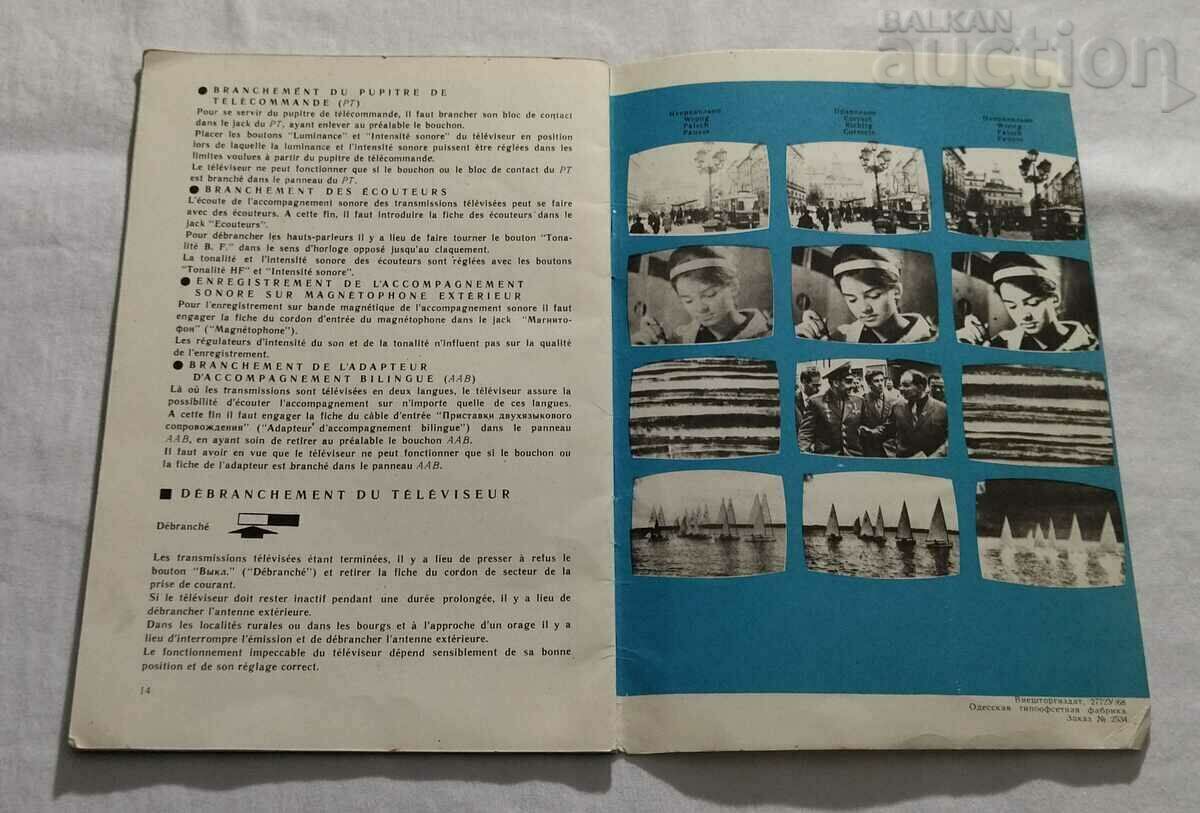 BALKAN
auction
● BRANCHEMENT DU PUPITRE DE
TÉLÉCOMMANDE (PT)
Pour se servir du pupitre de télécommande, il faut brancher son bloc de contact
dans le jack du PT, ayant enlever au préalable le bouchon.
Placer les boutons "Luminance" et "Intensité sonore" du téléviseur en position
lors de laquelle la luminance et l'intensité sonore puissent être réglées dans les
limites voulues à partir du pupitre de télécommande.
Le téléviseur ne peut fonctionner que si le bouchon ou le bloc de contact du PT
est branché dans le panneau du PT.
● BRANCHEMENT DES ÉCOUTEURS
L'écoute de l'accompagnement sonore des transmissions télévisées peut se faire
avec des écouteurs. A cette fin, il faut introduire la fiche des écouteurs dans le
jack "Ecouteurs".
Pour débrancher les hauts-parleurs il y a lieu de faire tourner le bouton "Tona-
lité B. F." dans le sens d'horloge opposé jusqu'au claquement.
La tonalité et l'intensité sonore des écouteurs sont réglées avec les boutons
"Tonalité HF" et "Intensité sonore".
● ENREGISTREMENT DE L'ACCOMPAGNEMENT
SONORE SUR MAGNÉTOPHONE EXTÉRIEUR
Pour l'enregistrement sur bande magnétique de l'accompagnement sonore il faut
engager la fiche du cordon d'entrée du magnétophone dans le jack "Магнито-
фон" ("Magnétophone").
Les régulateurs d'intensité du son et de la tonalité n'influent pas sur la qualité
de l'enregistrement.
● BRANCHEMENT DE L'ADAPTEUR
D'ACCOMPAGNEMENT BILINGUE (AAB)
Là où les transmissions sont télévisées en deux langues, le téléviseur assure la
possibilité d'écouter l'accompagnement sur n'importe quelle de ces langues.
A cette fin il faut engager la fiche du câble d'entrée "Приставки двухязыкового
сопровождения" ("Adapteur d'accompagnement bilingue") dans le panneau
AAB, en ayant soin de retirer au préalable le bouchon AAB.
Il faut avoir en vue que le téléviseur ne peut fonctionner que si le bouchon ou
la fiche de l'adapteur est branché dans le panneau AAB.
■ DÉBRANCHEMENT DU TÉLÉVISEUR
Débranché
Les transmissions télévisées étant terminées, il y a lieu de presser à refus le
bouton "Выкл." ("Débranché") et retirer la fiche du cordon de secteur de la
prise de courant.
Si le téléviseur doit rester inactif pendant une durée prolongée, il y a lieu de
débrancher l'antenne extérieure.
Dans les localités rurales ou dans les bourgs et à l'approche d'un orage il y a
lieu d'interrompre l'émission et de débrancher l'antenne extérieure.
Le fonctionnement impeccable du téléviseur dépend sensiblement de sa bonne
position et de son réglage correct.
14
Неправильно
Wrong
Falsch
Fausse
Правильно
Correct
Richtig
Correcte
Неправильно
Wrong
Falsch
Fausse
Внешторгиздат, 2772У/68
Одесская типоофсетная фабрика.
Заказ № 2534